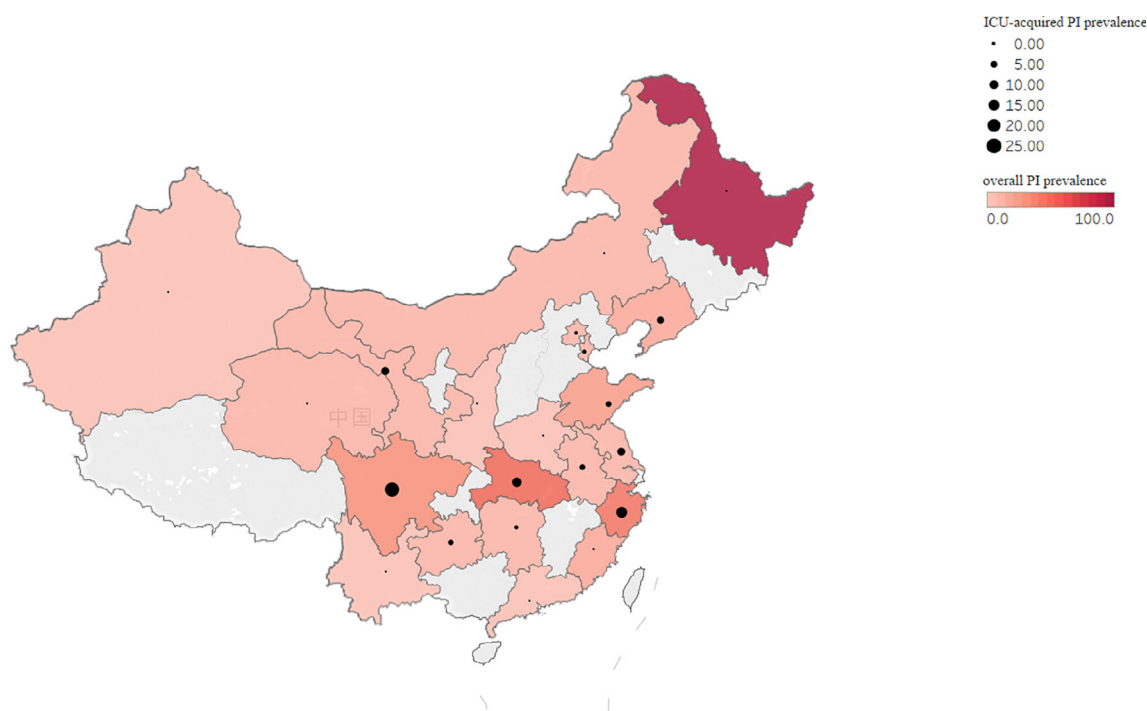 ICU-acquired PI prevalence
0.00
5.00
10.00
15.00
20.00
25.00
overall PI prevalence
0.0 100.0
中国